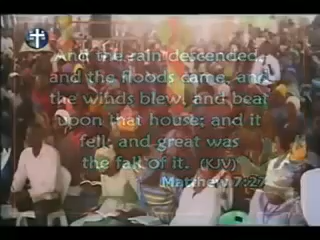 And the rain descended,
and the floods came, and
the winds blew, and beat
upon that house; and it
fell: and great was
the fall of it. (KJV)
Matthew 7:27